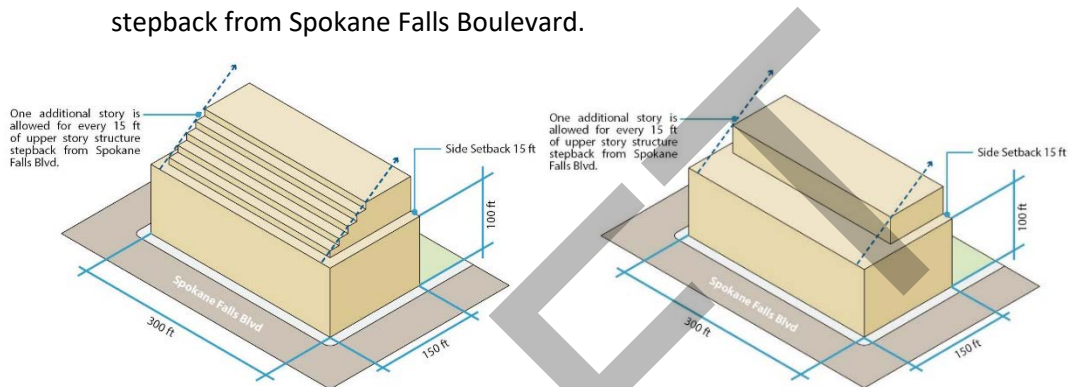 stepback from Spokane Falls Boulevard.
One additional story is
allowed for every 15 ft
of upper story structure
stepback from Spokane
Falls Blvd.
Side Setback 15 ft
100 ft
Spokane Falls Blvd
300 ft
150 ft
One additional story is
allowed for every 15 ft
of upper story structure
stepback from Spokane
Falls Blvd.
Side Setback 15 ft
100 ft
Spokane Falls Blvd
300 ft
150 ft